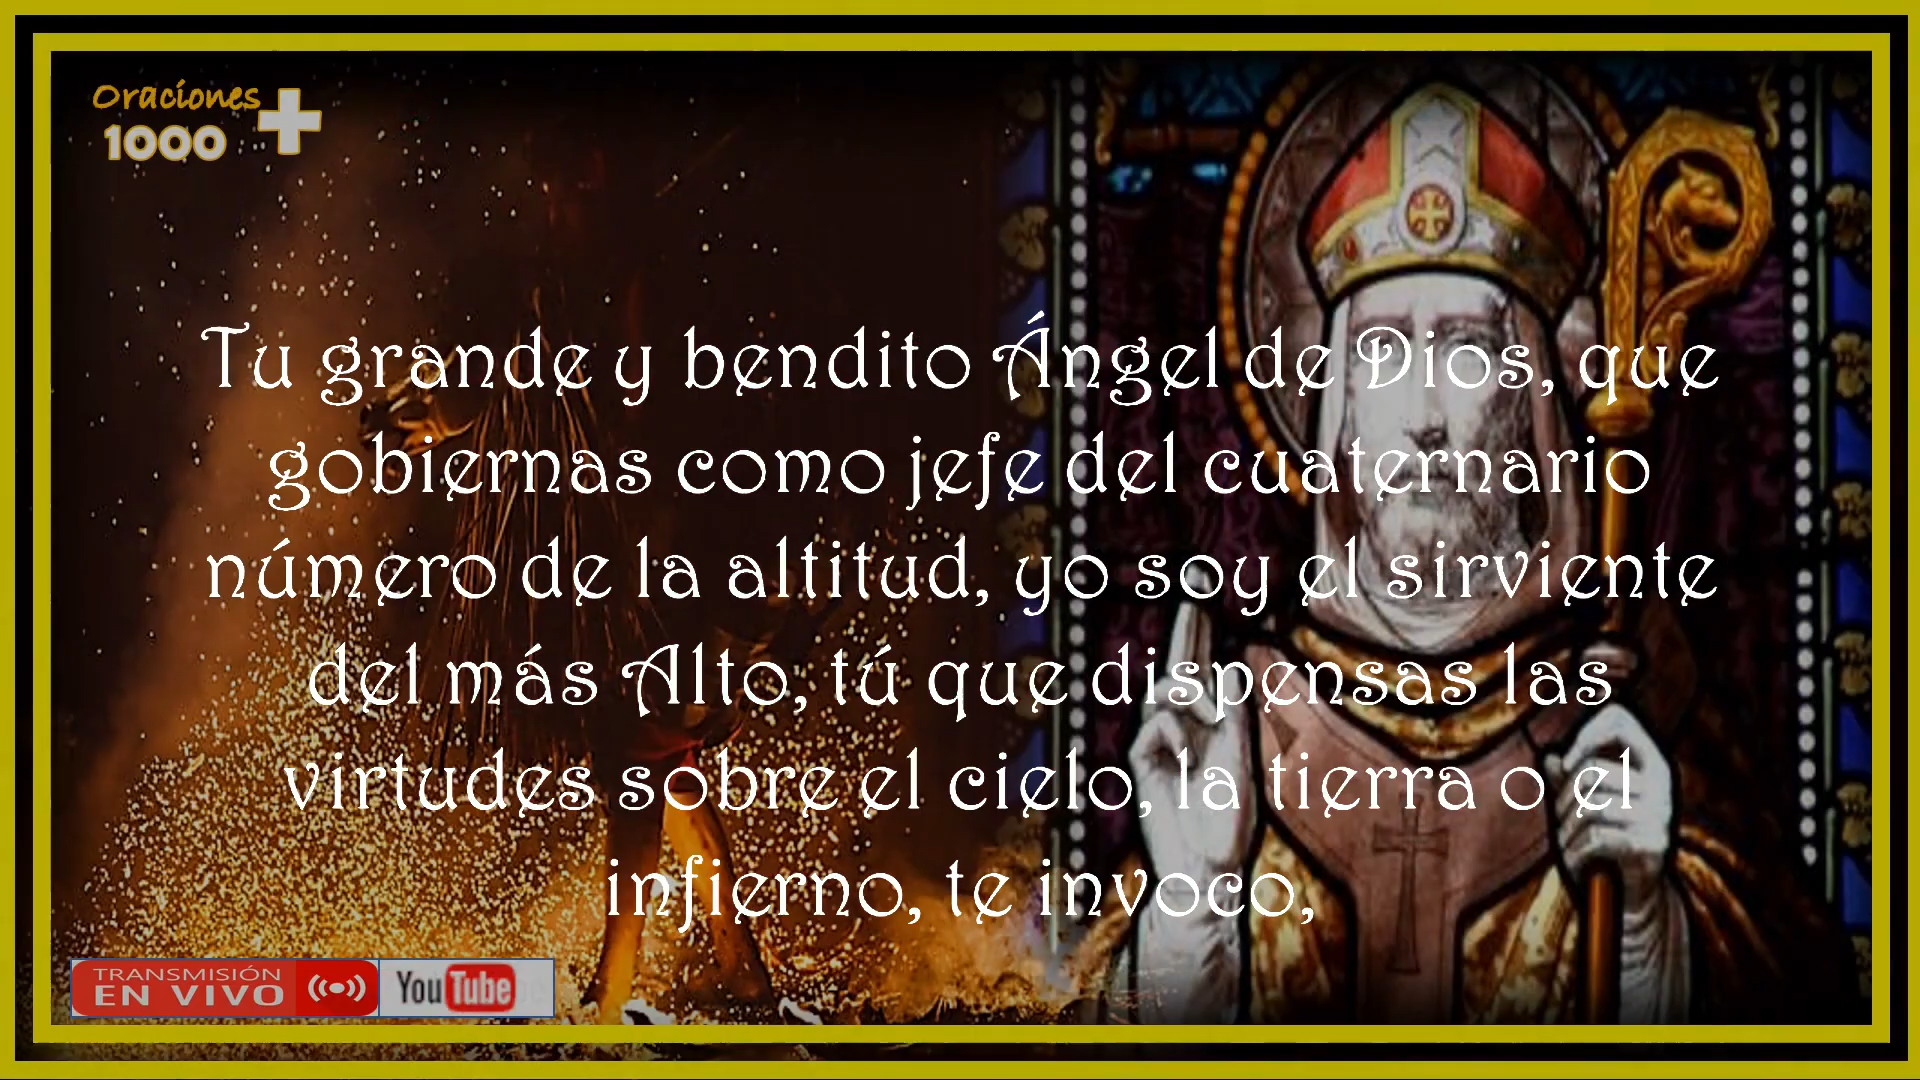 Oraciones
1000
Tu grande y bendito Ángel de Dios, que
gobiernas como jefe del cuaternario
número de la altitud, yo soy el sirviente
del más Alto, tú que dispensas las
virtudes sobre el cielo, la tierra o el
infierno, te invoco,
TRANSMISIÓN
EN VIVO
YouTube